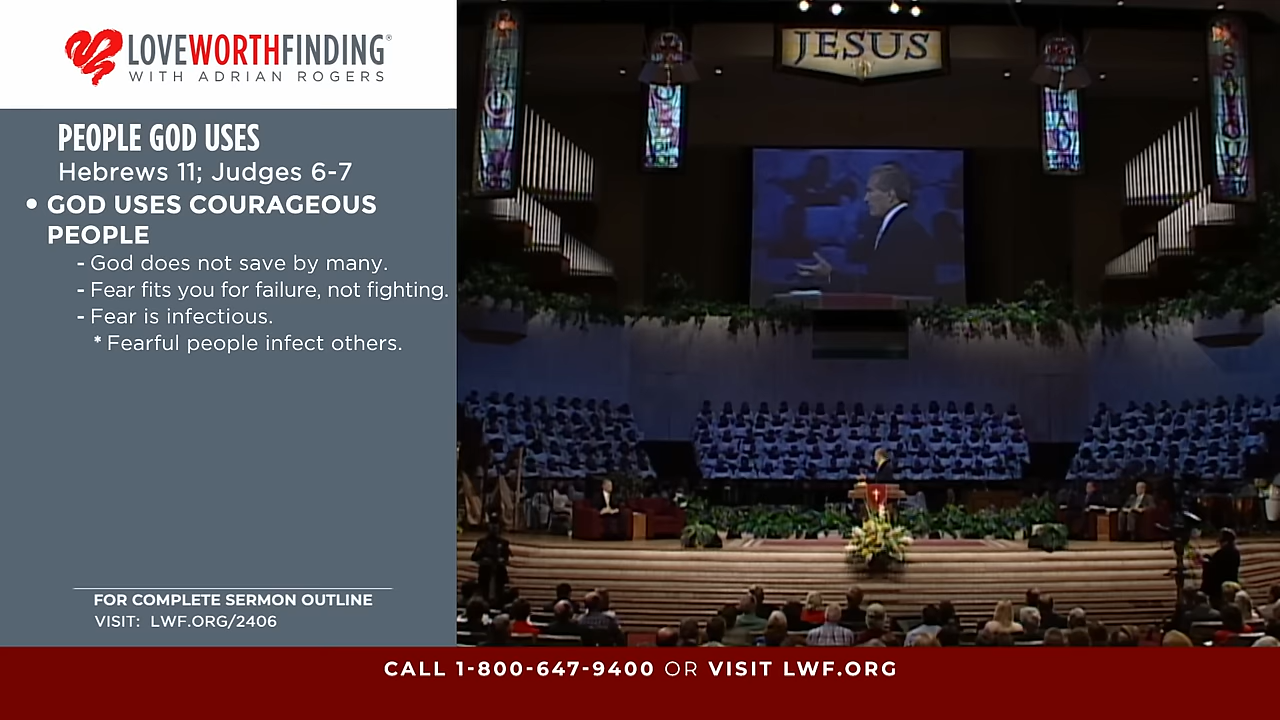 LOVEWORTHFINDING®
WITH ADRIAN ROGERS
PEOPLE GOD USES
Hebrews 11; Judges 6-7
• GOD USES COURAGEOUS
PEOPLE
- God does not save by many.
- Fear fits you for failure, not fighting.
- Fear is infectious.
* Fearful people infect others.
FOR COMPLETE SERMON OUTLINE
VISIT: LWF.ORG/2406
JESUS
CALL 1-800-647-9400 OR VISIT LWF.ORG